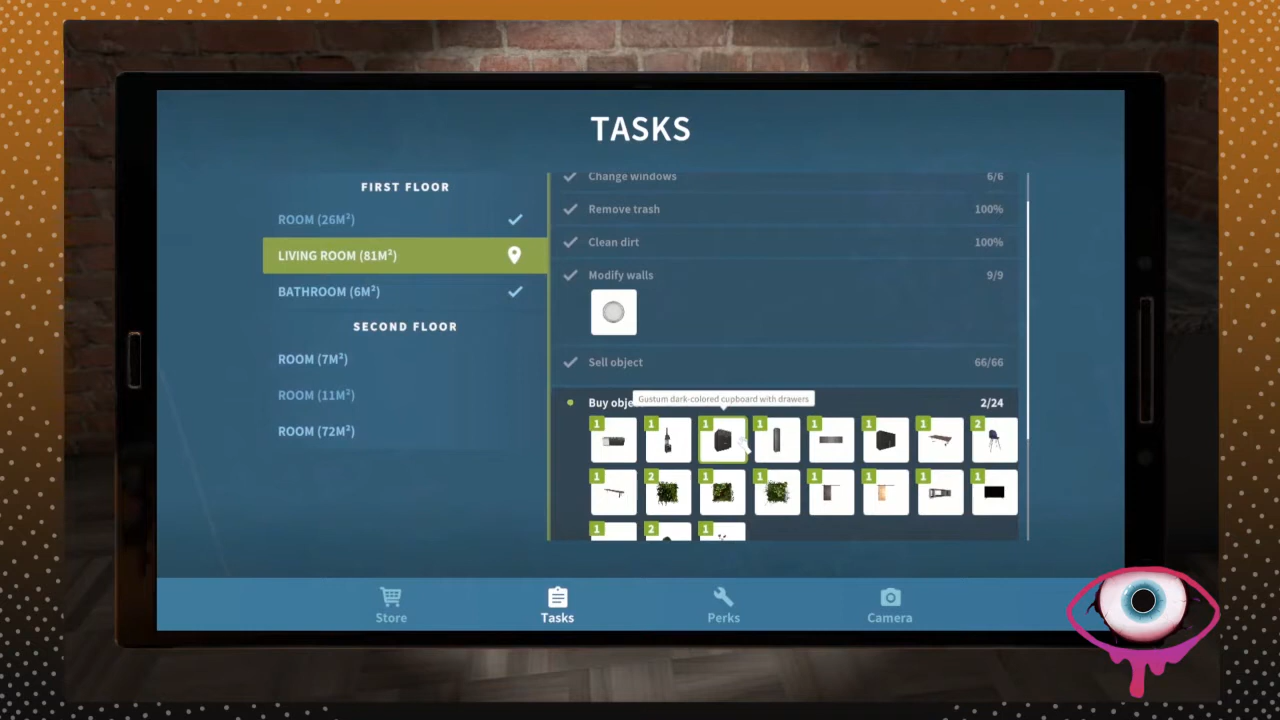 TASKS
FIRST FLOOR
ROOM (26M²)
LIVING ROOM (81M²)
BATHROOM (6M²)
SECOND FLOOR
ROOM (7M²)
ROOM (11M²)
ROOM (72M²)
Change windows 6/6
Remove trash 100%
Clean dirt 100%
Modify walls 9/9
Sell object 66/66
Gustum dark-colored cupboard with drawers
Buy obje 2/24
1 1 1 1 1 1 1 2
1 2 1 1 1 1 1 1
1 2 1
Store Tasks Perks Camera